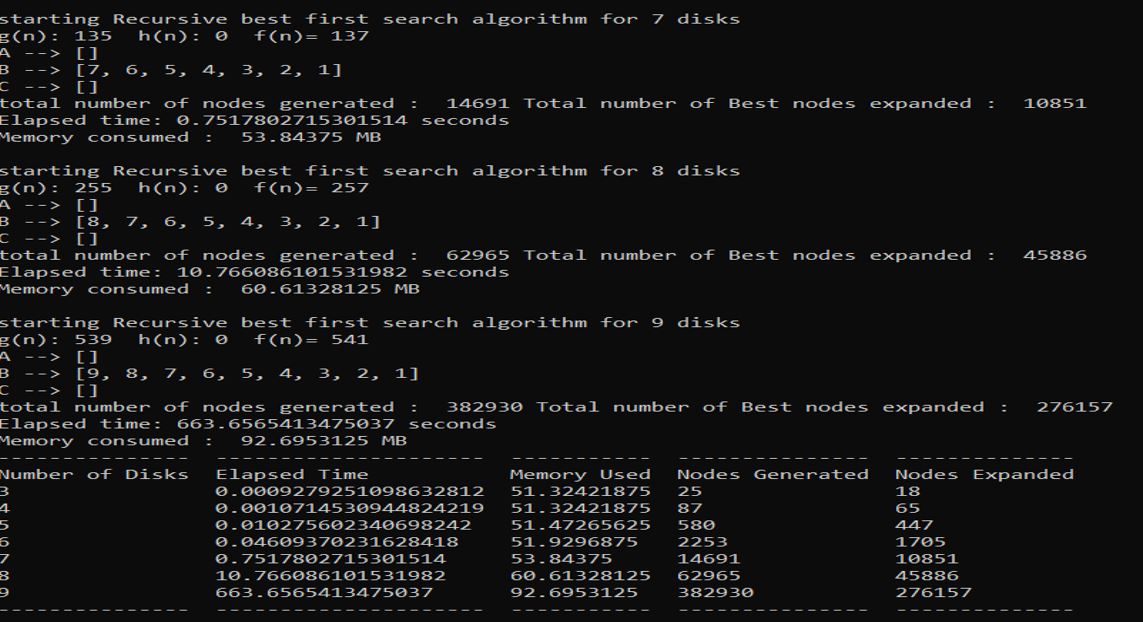 starting Recursive best first search algorithm for 7 disks
g(n): 135  h(n): 0  f(n)= 137
A --> []
B --> [7, 6, 5, 4, 3, 2, 1]
C --> []
total number of nodes generated :  14691 Total number of Best nodes expanded :  10851
Elapsed time: 0.7517802715301514 seconds
Memory consumed :  53.84375 MB
starting Recursive best first search algorithm for 8 disks
g(n): 255  h(n): 0  f(n)= 257
A --> []
B --> [8, 7, 6, 5, 4, 3, 2, 1]
C --> []
total number of nodes generated :  62965 Total number of Best nodes expanded :  45886
Elapsed time: 10.766086101531982 seconds
Memory consumed :  60.61328125 MB
starting Recursive best first search algorithm for 9 disks
g(n): 539  h(n): 0  f(n)= 541
A --> []
B --> [9, 8, 7, 6, 5, 4, 3, 2, 1]
C --> []
total number of nodes generated :  382930 Total number of Best nodes expanded :  276157
Elapsed time: 663.6565413475037 seconds
Memory consumed :  92.6953125 MB
---------------  ---------------------  -----------  ---------------  --------------
Number of Disks  Elapsed Time           Memory Used  Nodes Generated  Nodes Expanded
3                0.0009279251098632812  51.32421875  25               18
4                0.0010714530944824219  51.32421875  87               65
5                0.010275602340698242   51.47265625  580              447
6                0.04609370231628418    51.9296875   2253             1705
7                0.7517802715301514     53.84375     14691            10851
8                10.766086101531982     60.61328125  62965            45886
9                663.6565413475037      92.6953125   382930           276157
---------------  ---------------------  -----------  ---------------  --------------